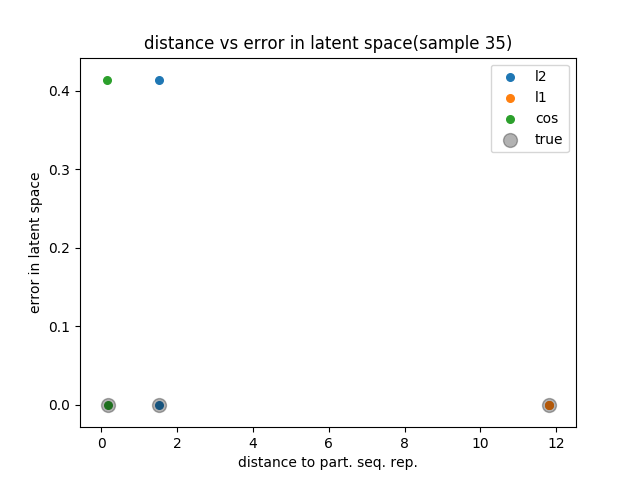 distance vs error in latent space(sample 35)
l2
l1
cos
true
error in latent space
0.4
0.3
0.2
0.1
0.0
0 2 4 6 8 10 12
distance to part. seq. rep.